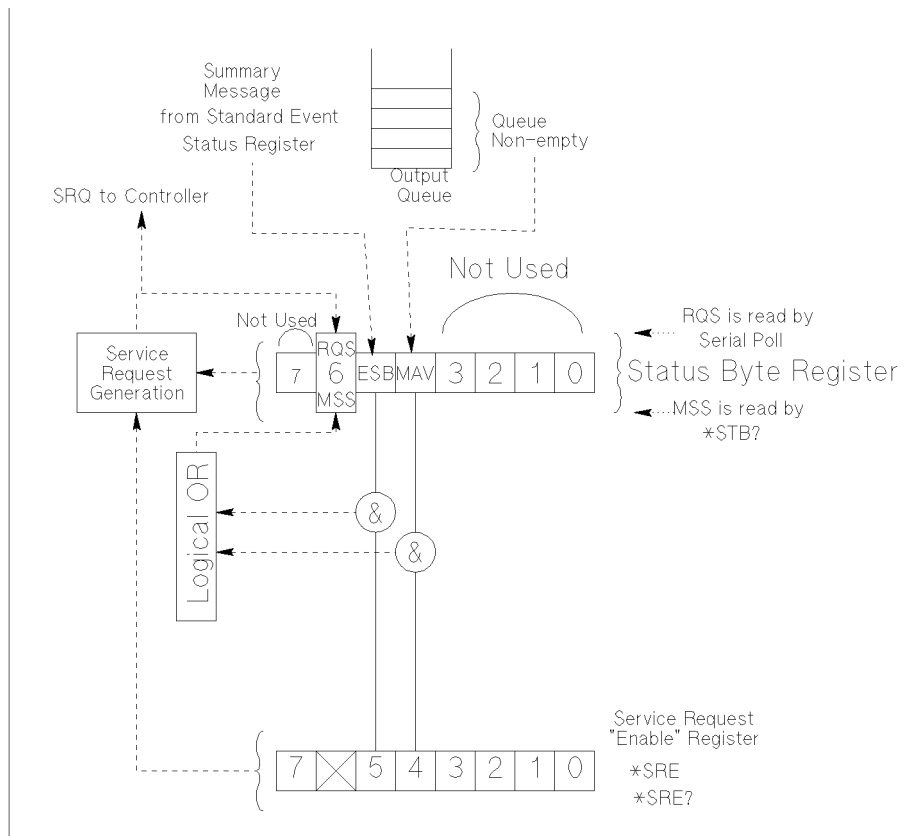 Summary
Message
from Standard Event
Status Register
Queue
Non-empty
Output
Queue
SRQ to Controller
Not Used
Not Used
RQS is read by
Serial Poll
Service
Request
Generation
7
RQS
6
MSS
ESB
MAV
3
2
1
0
Status Byte Register
MSS is read by
*STB?
Logical OR
&
&
Service Request
"Enable" Register
7
5
4
3
2
1
0
*SRE
*SRE?